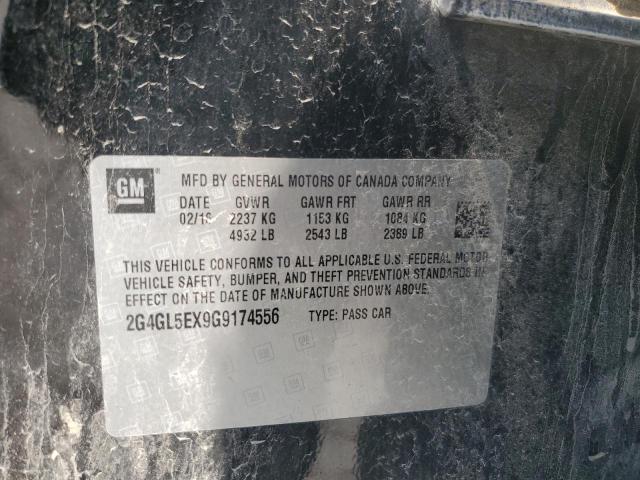 GM
MFD BY GENERAL MOTORS OF CANADA COMPANY
DATE GVWR GAWR FRT GAWR RR
02/16 2237 KG 1153 KG 1084 KG
4932 LB 2543 LB 2389 LB
THIS VEHICLE CONFORMS TO ALL APPLICABLE U.S. FEDERAL MOTOR
VEHICLE SAFETY, BUMPER, AND THEFT PREVENTION STANDARDS IN
EFFECT ON THE DATE OF MANUFACTURE SHOWN ABOVE.
2G4GL5EX9G9174556 TYPE: PASS CAR